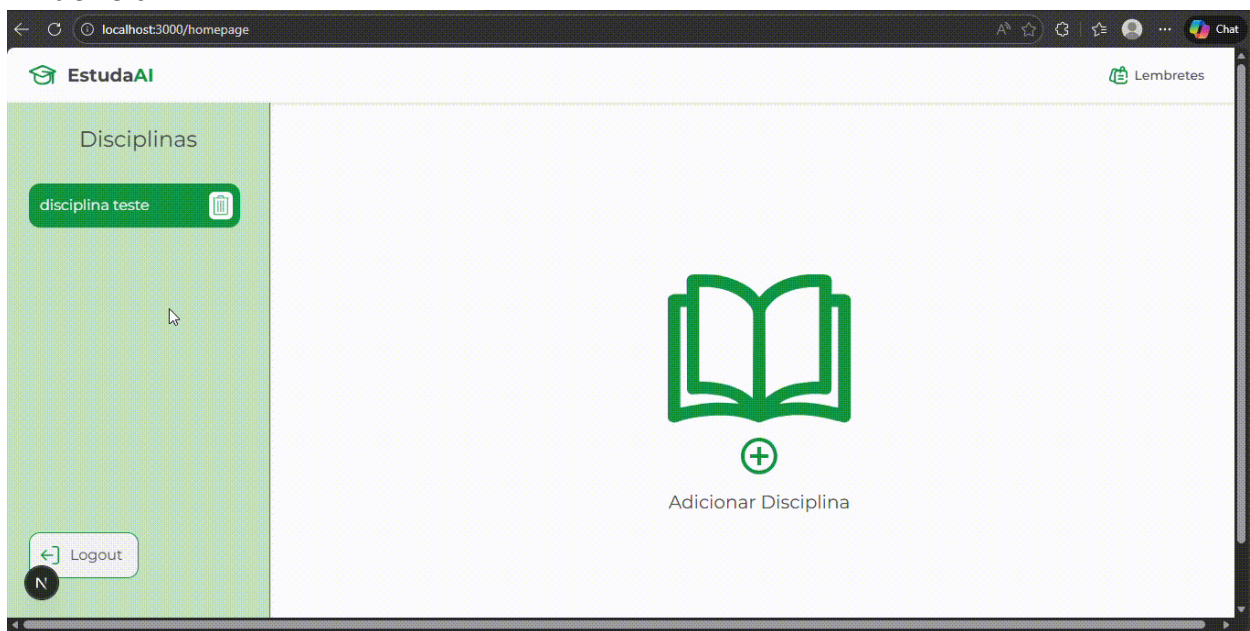 localhost:3000/homepage
Chat
EstudaAI
Lembretes
Disciplinas
disciplina teste
Adicionar Disciplina
Logout
N